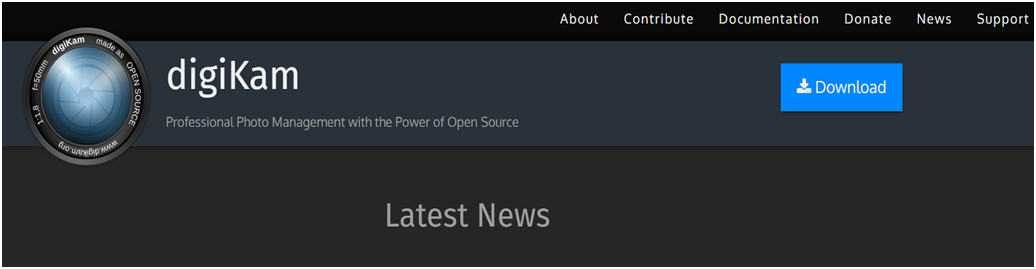 About Contribute Documentation Donate News Support
digiKam made as OPEN SOURCE
f=50mm
1:1.8
www.digikam.org
digiKam
Download
Professional Photo Management with the Power of Open Source
Latest News